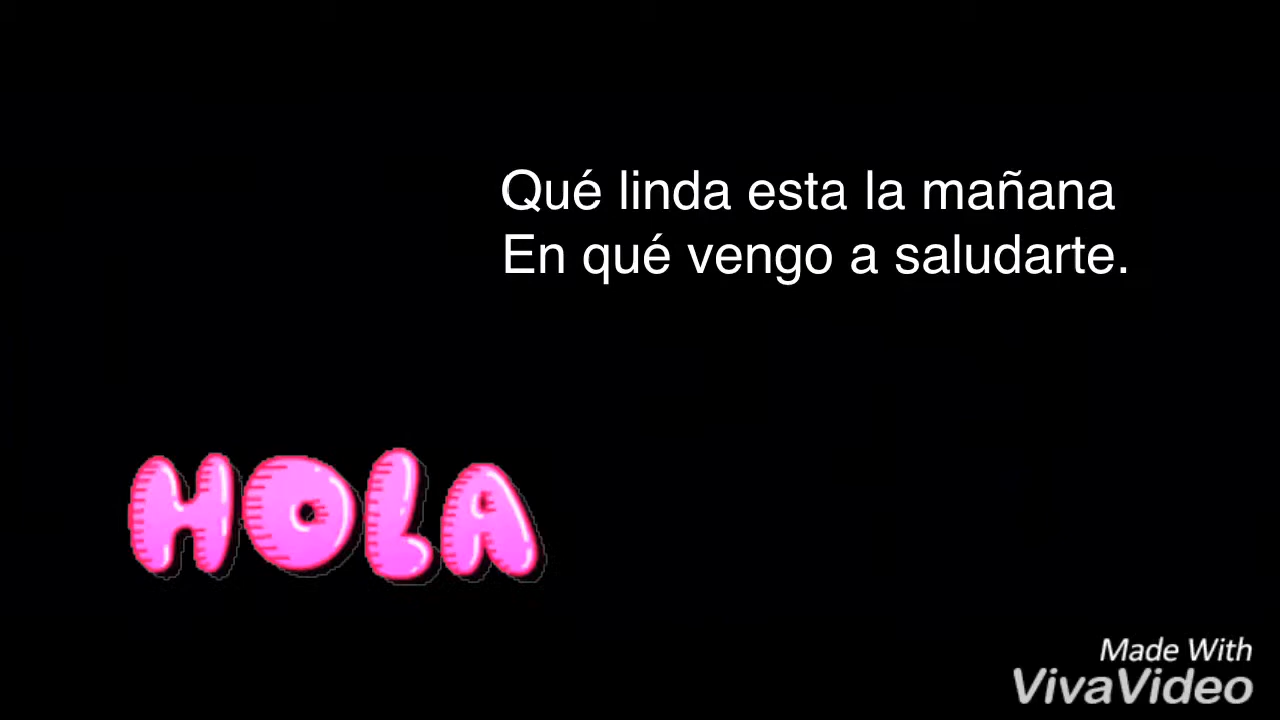 Qué linda esta la mañana
En qué vengo a saludarte.
HOLA
Made With
VivaVideo